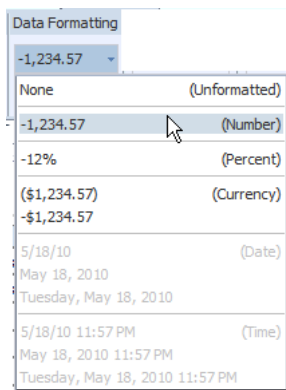 Data Formatting
-1,234.57
None (Unformatted)
-1,234.57 (Number)
-12% (Percent)
($1,234.57) (Currency)
-$1,234.57
5/18/10 (Date)
May 18, 2010
Tuesday, May 18, 2010
5/18/10 11:57 PM (Time)
May 18, 2010 11:57 PM
Tuesday, May 18, 2010 11:57 PM